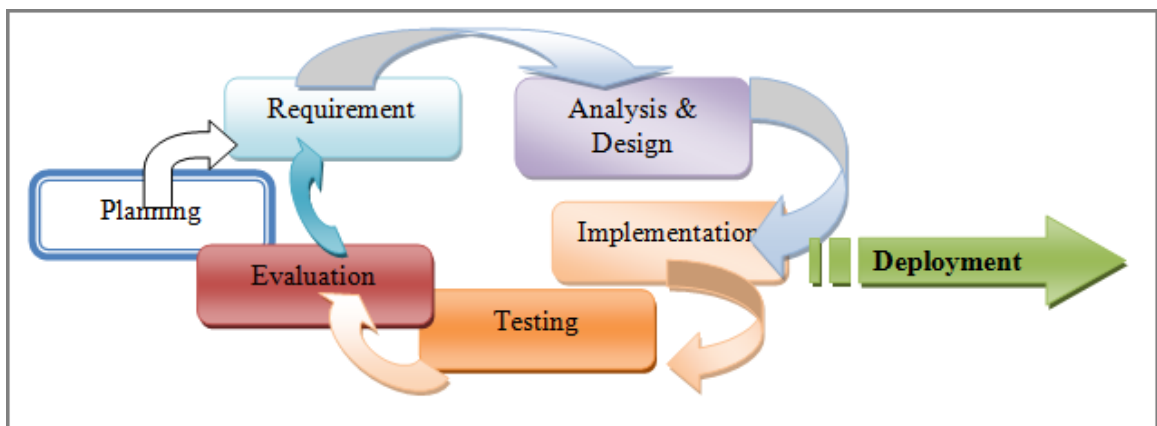 Requirement
Analysis &
Design
Planning
Implementation
Deployment
Evaluation
Testing